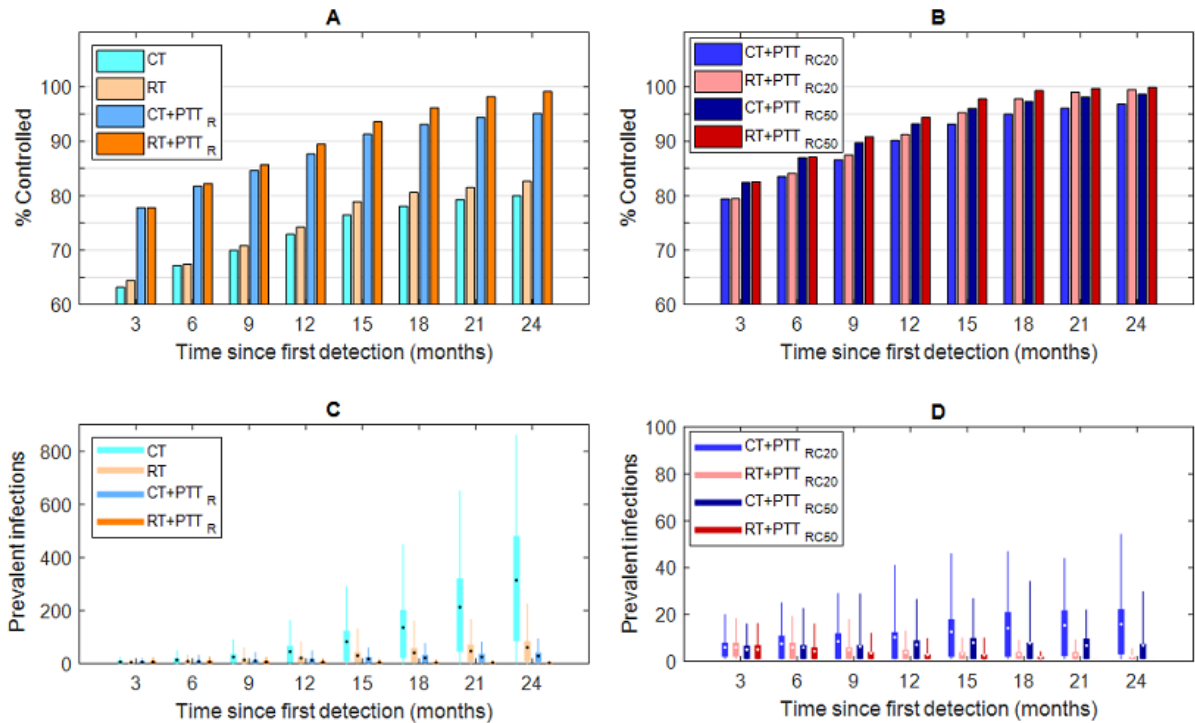 A
CT
RT
CT+PTT R
RT+PTT R
% Controlled
100
90
80
70
60
3 6 9 12 15 18 21 24
Time since first detection (months)
B
CT+PTT RC20
RT+PTT RC20
CT+PTT RC50
RT+PTT RC50
% Controlled
100
90
80
70
60
3 6 9 12 15 18 21 24
Time since first detection (months)
C
CT
RT
CT+PTT R
RT+PTT R
Prevalent infections
800
600
400
200
0
3 6 9 12 15 18 21 24
Time since first detection (months)
D
CT+PTT RC20
RT+PTT RC20
CT+PTT RC50
RT+PTT RC50
Prevalent infections
100
80
60
40
20
0
3 6 9 12 15 18 21 24
Time since first detection (months)